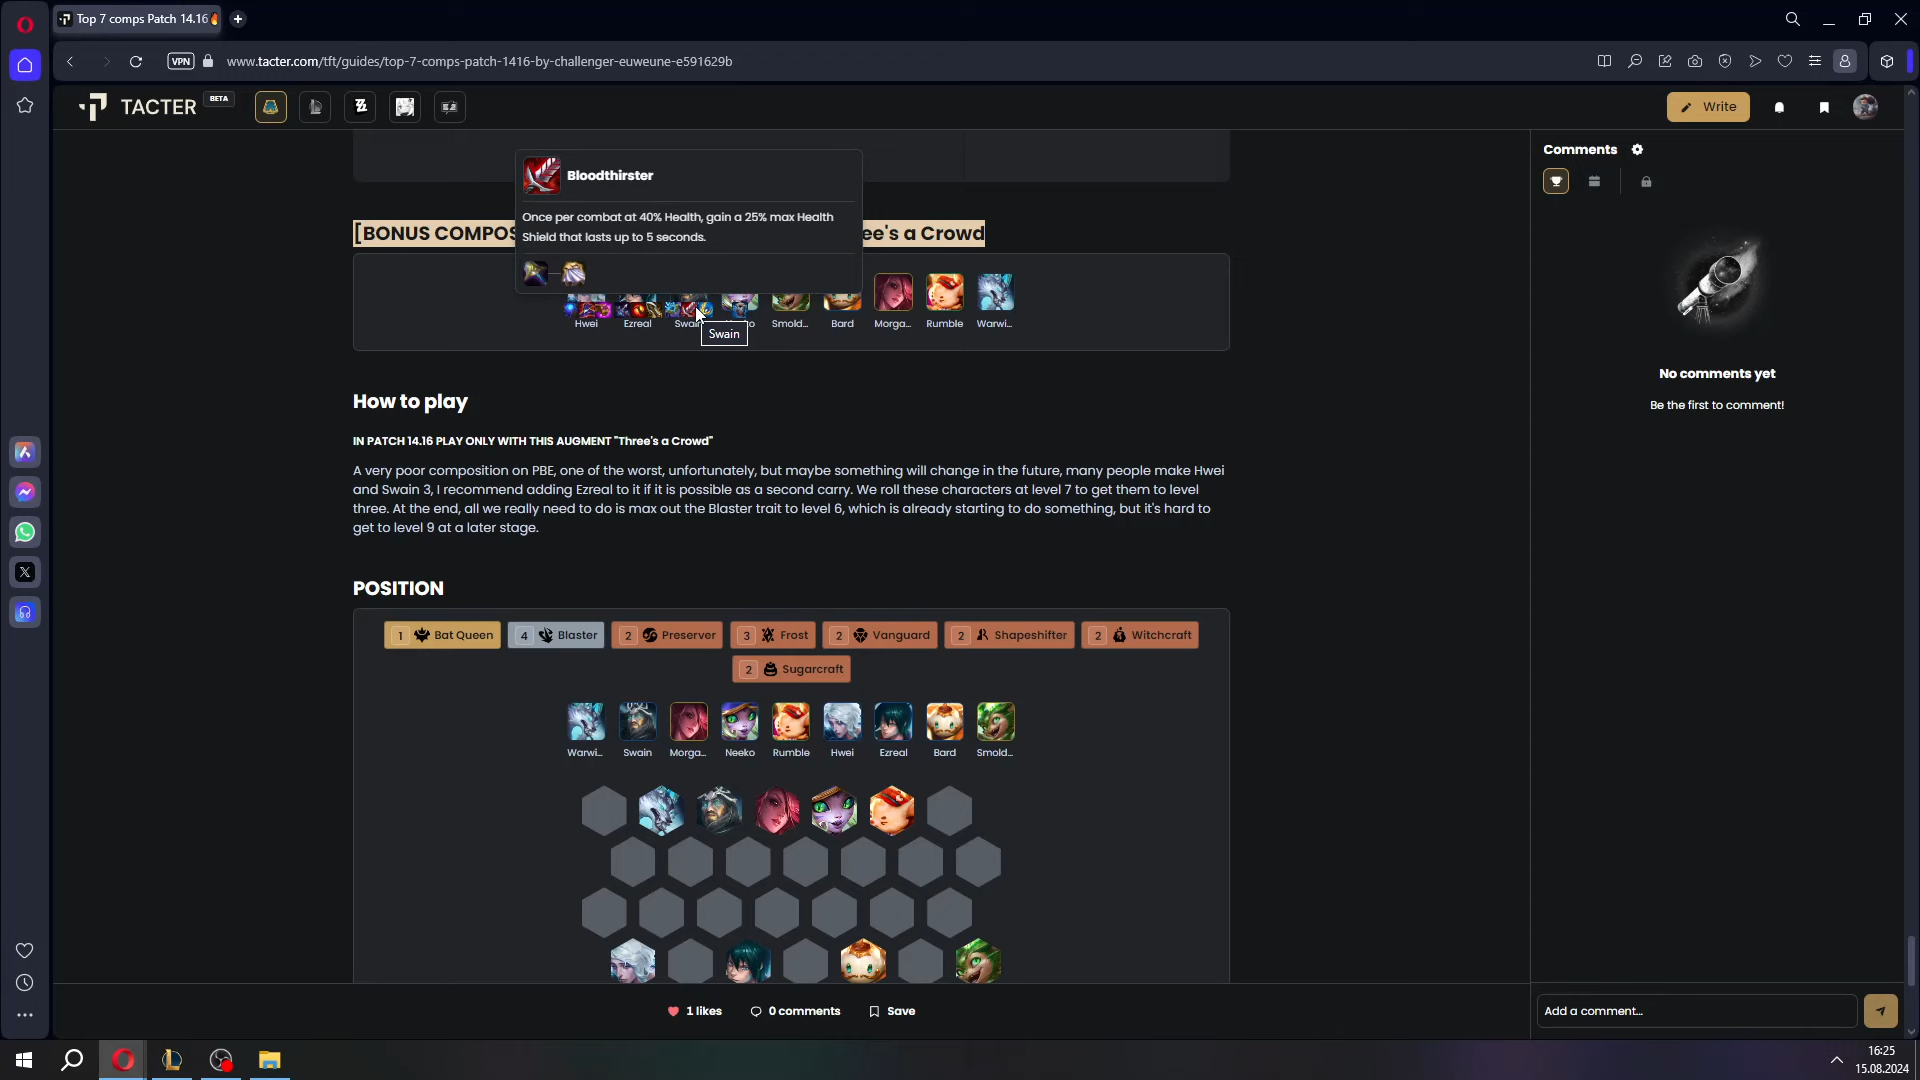 Top 7 comps Patch 14.16
VPN
www.tacter.com/tft/guides/top-7-comps-patch-1416-by-challenger-euweune-e591629b
TACTER
BETA
Write
Comments
Bloodthirster
Once per combat at 40% Health, gain a 25% max Health
Shield that lasts up to 5 seconds.
[BONUS COMPOS
ee's a Crowd
Hwei
Ezreal
Swain
Smold...
Bard
Morga...
Rumble
Warwi...
Swain
How to play
IN PATCH 14.16 PLAY ONLY WITH THIS AUGMENT "Three's a Crowd"
A very poor composition on PBE, one of the worst, unfortunately, but maybe something will change in the future, many people make Hwei
and Swain 3, I recommend adding Ezreal to it if it is possible as a second carry. We roll these characters at level 7 to get them to level
three. At the end, all we really need to do is max out the Blaster trait to level 6, which is already starting to do something, but it's hard to
get to level 9 at a later stage.
POSITION
1 Bat Queen
4 Blaster
2 Preserver
3 Frost
2 Vanguard
2 Shapeshifter
2 Witchcraft
2 Sugarcraft
Warwi...
Swain
Morga...
Neeko
Rumble
Hwei
Ezreal
Bard
Smold...
1 likes
0 comments
Save
No comments yet
Be the first to comment!
Add a comment...
16:25
15.08.2024